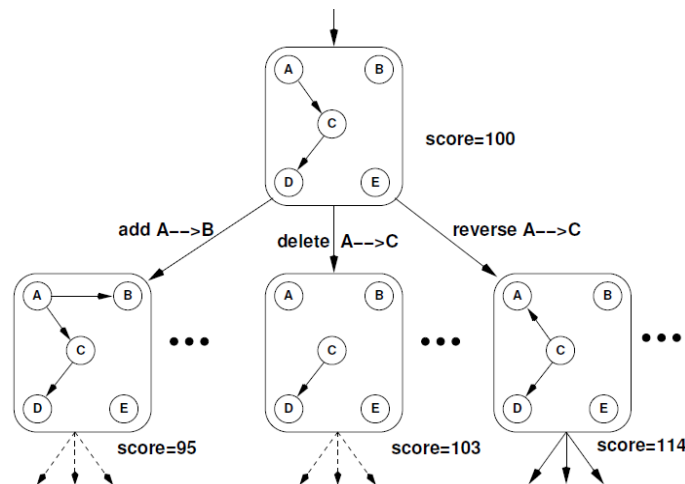 A B
C
D E
score=100
add A-->B
delete A-->C
reverse A-->C
A B
C
D E
score=95
A B
C
D E
score=103
A B
C
D E
score=114